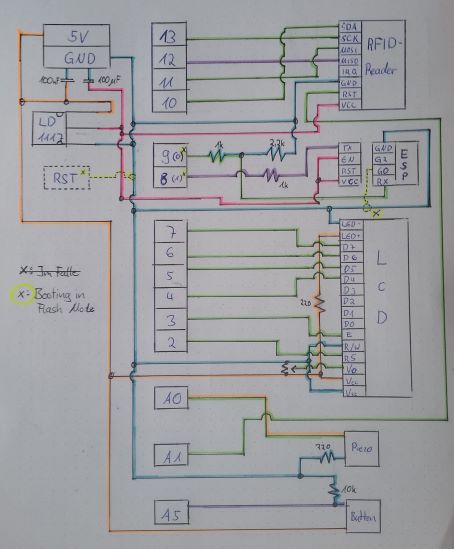 5V
GND
100nF
100µF
LD
1117
RST x
13
12
11
10
SDA
SCK
MOSI
MISO
IRQ
GND
RST
VCC
RFID-
Reader
9 (0) x
8 (1) x
1k
2,2k
1k
TX
EN
RST
VCC
GND
G2
G0
RX
ESP
x
7
6
5
4
3
2
220
LED-
LED+
D7
D6
D5
D4
D3
D2
D1
D0
E
R/W
RS
V0
Vcc
LCD
x: Im Falle
x: Booting in
Flash Mode
A0
A1
A5
220
10k
Piezo
Button